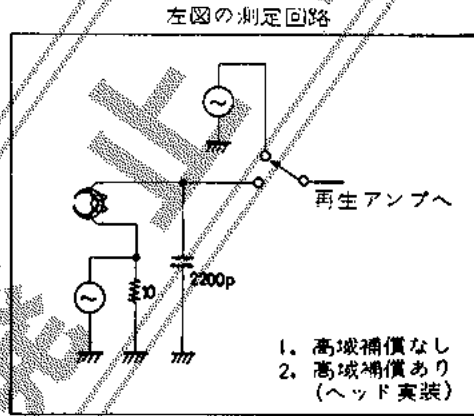 左図の測定回路
再生アンプへ
10
2200p
1. 高域補償なし
2. 高域補償あり
(ヘッド実装)